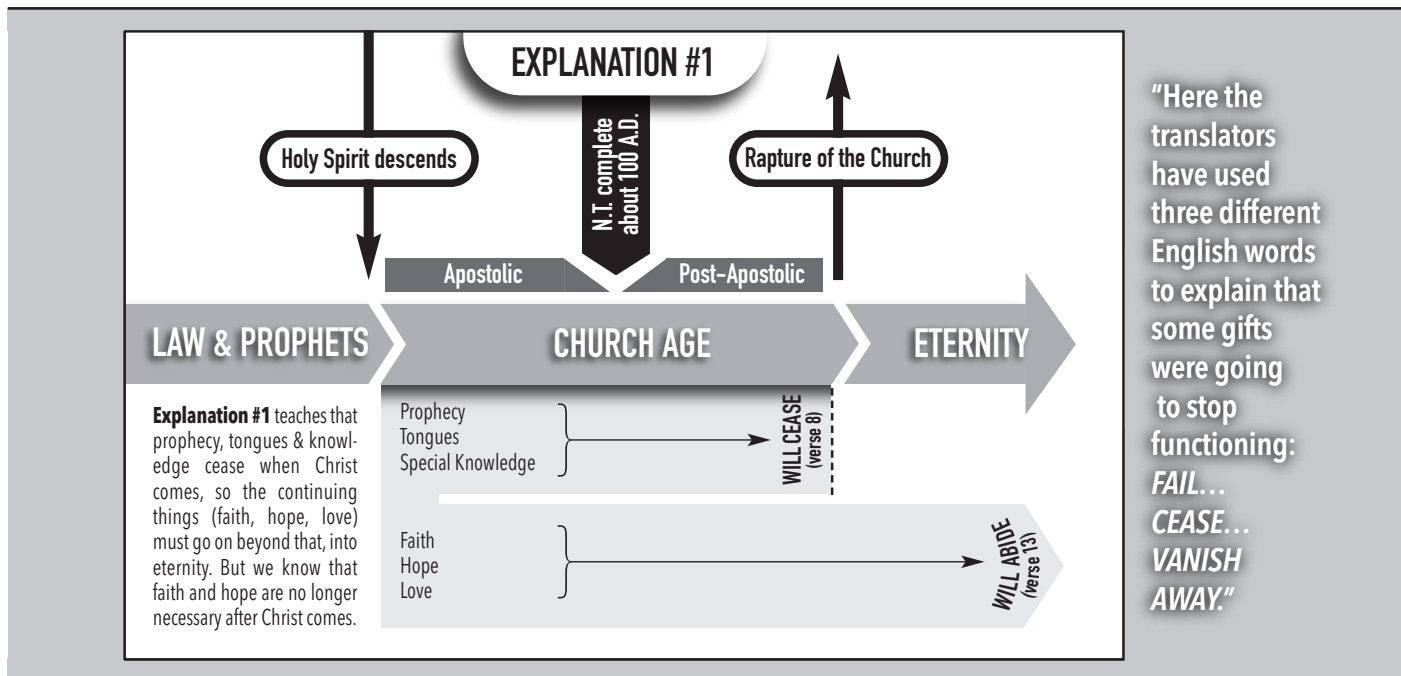 EXPLANATION #1
Holy Spirit descends
N.T. complete
about 100 A.D.
Rapture of the Church
Apostolic
Post-Apostolic
LAW & PROPHETS
CHURCH AGE
ETERNITY
Explanation #1 teaches that
prophecy, tongues & knowl-
edge cease when Christ
comes, so the continuing
things (faith, hope, love)
must go on beyond that, into
eternity. But we know that
faith and hope are no longer
necessary after Christ comes.
Prophecy
Tongues
Special Knowledge
WILL CEASE
(verse 8)
Faith
Hope
Love
WILL ABIDE
(verse 13)
"Here the
translators
have used
three different
English words
to explain that
some gifts
were going
to stop
functioning:
FAIL...
CEASE...
VANISH
AWAY."